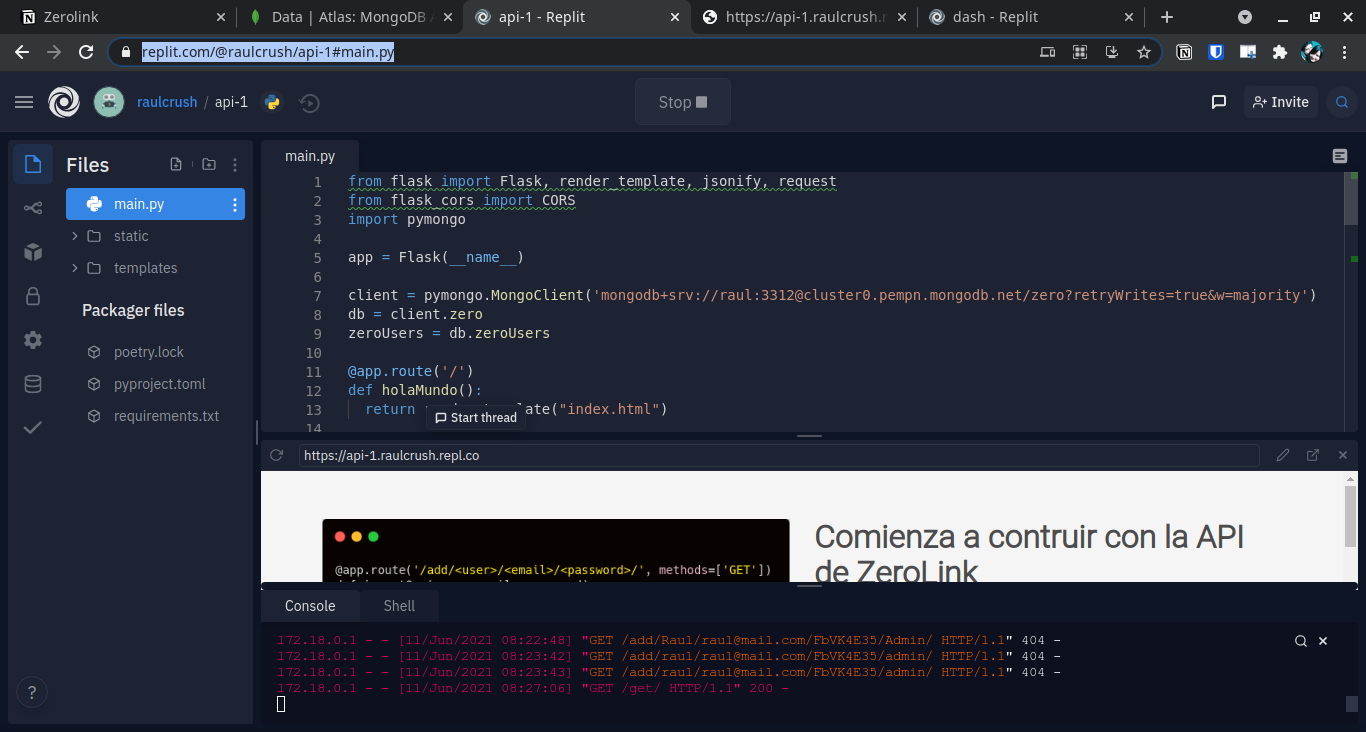 Zerolink
Data | Atlas: MongoDB A
api-1 - Replit
https://api-1.raulcrush.r
dash - Replit
replit.com/@raulcrush/api-1#main.py
raulcrush / api-1
Stop
Invite
Files
main.py
static
templates
Packager files
poetry.lock
pyproject.toml
requirements.txt
main.py
1 from flask import Flask, render_template, jsonify, request
2 from flask_cors import CORS
3 import pymongo
4
5 app = Flask(__name__)
6
7 client = pymongo.MongoClient('mongodb+srv://raul:3312@cluster0.pempn.mongodb.net/zero?retryWrites=true&w=majority')
8 db = client.zero
9 zeroUsers = db.zeroUsers
10
11 @app.route('/')
12 def holaMundo():
13 return late("index.html")
14
Start thread
https://api-1.raulcrush.repl.co
@app.route('/add/<user>/<email>/<password>/', methods=['GET'])
Comienza a contruir con la API
de ZeroLink
Console
Shell
172.18.0.1 - - [11/Jun/2021 08:22:48] "GET /add/Raul/raul@mail.com/FbVK4E35/Admin/ HTTP/1.1" 404 -
172.18.0.1 - - [11/Jun/2021 08:23:42] "GET /add/raul/raul@mail.com/FbVK4E35/admin/ HTTP/1.1" 404 -
172.18.0.1 - - [11/Jun/2021 08:23:43] "GET /add/raul/raul@mail.com/FbVK4E35/admin/ HTTP/1.1" 404 -
172.18.0.1 - - [11/Jun/2021 08:27:06] "GET /get/ HTTP/1.1" 200 -
?